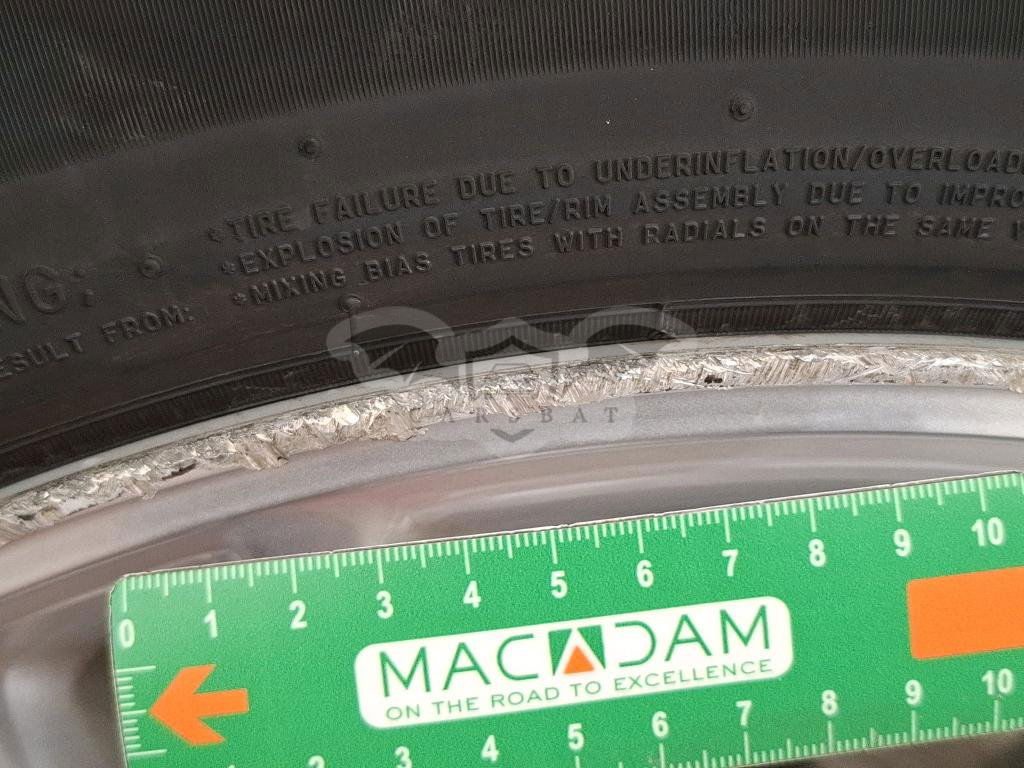 NG:
ESULT FROM:
•TIRE FAILURE DUE TO UNDERINFLATION/OVERLOAD
•EXPLOSION OF TIRE/RIM ASSEMBLY DUE TO IMPRO
•MIXING BIAS TIRES WITH RADIALS ON THE SAME
CARSBAT
0 1 2 3 4 5 6 7 8 9 10
MACADAM
ON THE ROAD TO EXCELLENCE
2 3 4 5 6 7 8 9 10